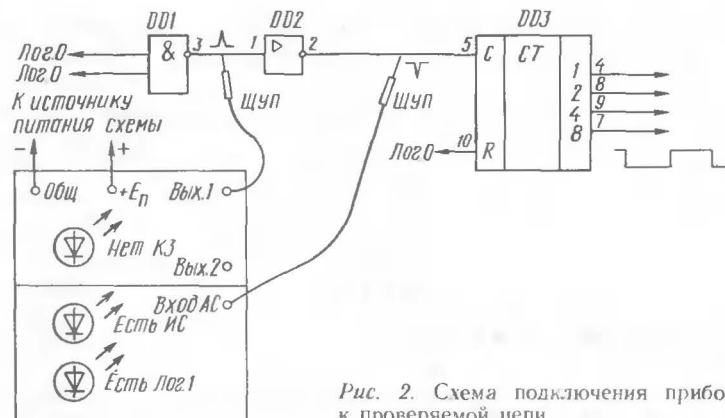 DD1
DD2
DD3
&
3
1
2
5
C
CT
1
4
2
8
4
9
8
7
10
R
Лог.0
Лог.0
Лог0
Щуп
Щуп
К источнику
питания схемы
-
+
Общ
+Eп
Вых.1
Нет КЗ
Вых.2
Вход АС
Есть ИС
Есть Лог.1
Рис. 2. Схема подключения прибо
к проверяемой цепи